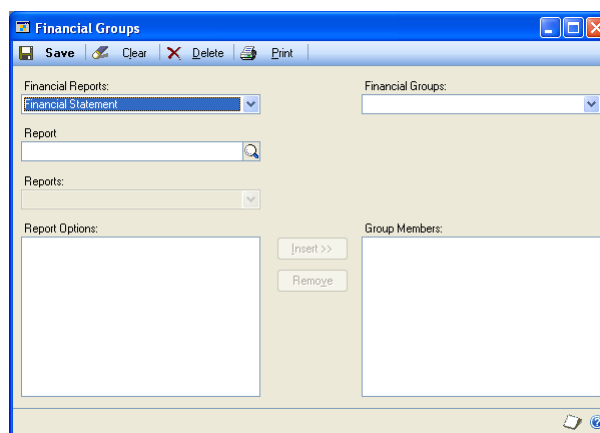 Financial Groups
Save Clear Delete Print
Financial Reports: Financial Groups:
Financial Statement
Report
Reports:
Report Options: Group Members:
Insert >>
Remove